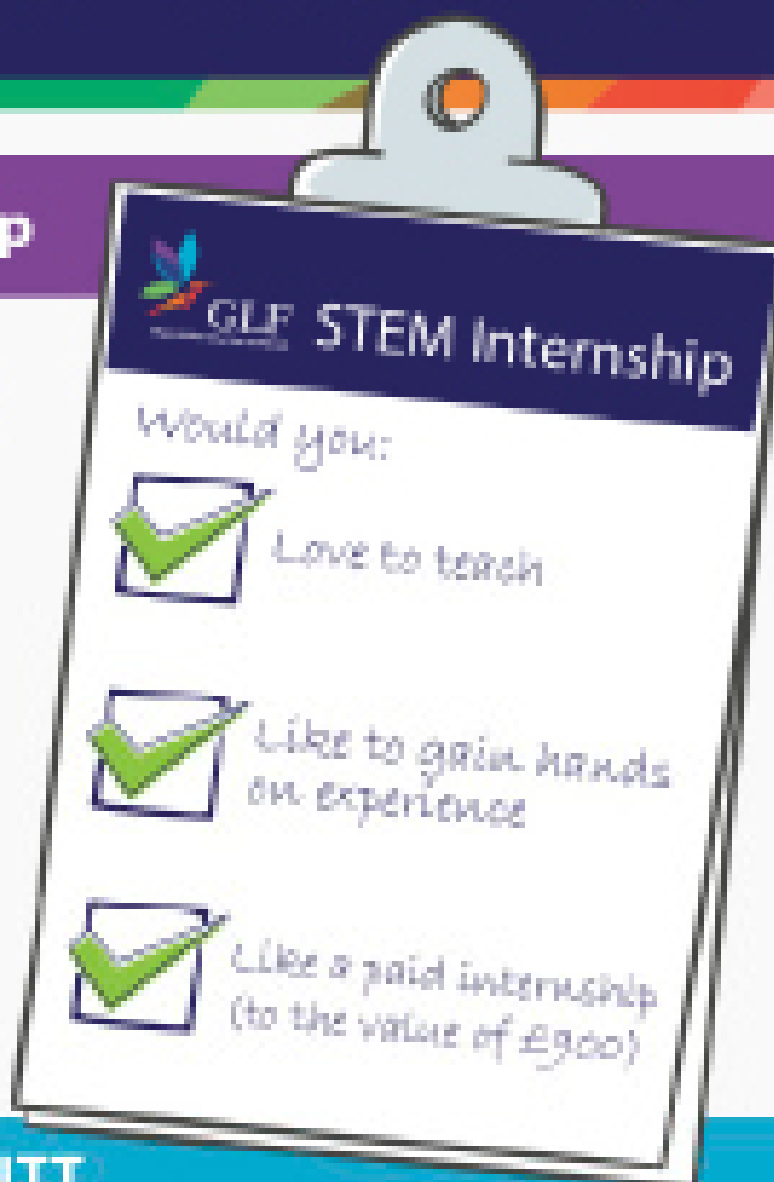 p
GLF STEM Internship
Would you:
Love to teach
Like to gain hands
on experience
Like a paid internship
(to the value of £900)
ITT